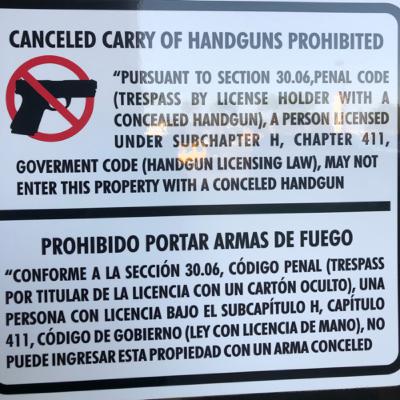 CANCELED CARRY OF HANDGUNS PROHIBITED
“PURSUANT TO SECTION 30.06,PENAL CODE
(TRESPASS BY LICENSE HOLDER WITH A
CONCEALED HANDGUN), A PERSON LICENSED
UNDER SUBCHAPTER H, CHAPTER 411,
GOVERMENT CODE (HANDGUN LICENSING LAW), MAY NOT
ENTER THIS PROPERTY WITH A CONCELED HANDGUN
PROHIBIDO PORTAR ARMAS DE FUEGO
“CONFORME A LA SECCIÓN 30.06, CÓDIGO PENAL (TRESPASS
POR TITULAR DE LA LICENCIA CON UN CARTÓN OCULTO), UNA
PERSONA CON LICENCIA BAJO EL SUBCAPÍTULO H, CAPÍTULO
411, CÓDIGO DE GOBIERNO (LEY CON LICENCIA DE MANO), NO
PUEDE INGRESAR ESTA PROPIEDAD CON UN ARMA CONCELED